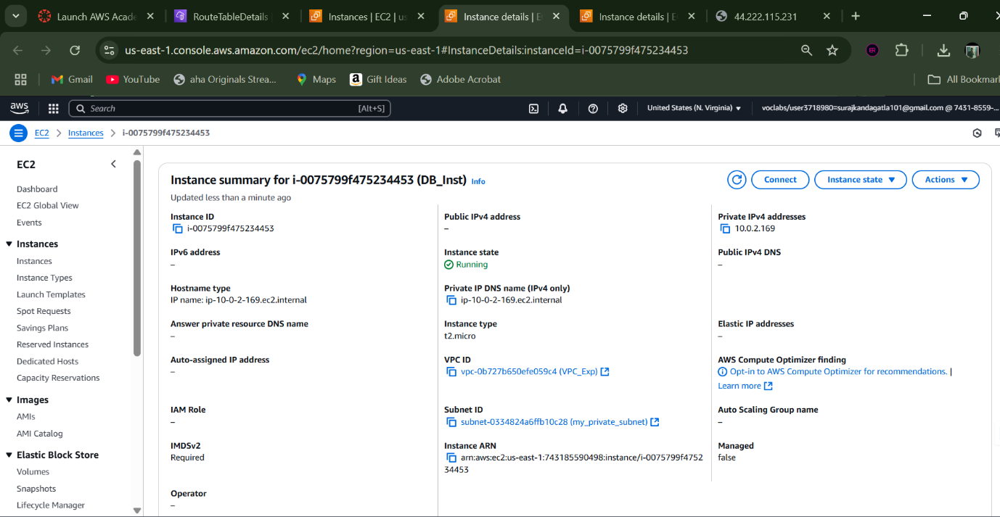 Launch AWS Acade
RouteTableDetails
Instances | EC2 | us
Instance details | E
Instance details | E
44.222.115.231
us-east-1.console.aws.amazon.com/ec2/home?region=us-east-1#InstanceDetails:instanceId=i-0075799f475234453
ER
Gmail
YouTube
aha Originals Strea...
Maps
Gift Ideas
Adobe Acrobat
All Bookmar
aws
Search
[Alt+S]
United States (N. Virginia)
voclabs/user3718980=surajkandagatla101@gmail.com @ 7431-8559-...
EC2 > Instances > i-0075799f475234453
EC2
Dashboard
EC2 Global View
Events
Instances
Instances
Instance Types
Launch Templates
Spot Requests
Savings Plans
Reserved Instances
Dedicated Hosts
Capacity Reservations
Images
AMIs
AMI Catalog
Elastic Block Store
Volumes
Snapshots
Lifecycle Manager
Instance summary for i-0075799f475234453 (DB_Inst) Info
Updated less than a minute ago
Connect
Instance state
Actions
Instance ID
i-0075799f475234453
Public IPv4 address
–
Private IPv4 addresses
10.0.2.169
IPv6 address
–
Instance state
Running
Public IPv4 DNS
–
Hostname type
IP name: ip-10-0-2-169.ec2.internal
Private IP DNS name (IPv4 only)
ip-10-0-2-169.ec2.internal
Answer private resource DNS name
–
Instance type
t2.micro
Elastic IP addresses
–
Auto-assigned IP address
–
VPC ID
vpc-0b727b650efe059c4 (VPC_Exp)
AWS Compute Optimizer finding
Opt-in to AWS Compute Optimizer for recommendations. |
Learn more
IAM Role
–
Subnet ID
subnet-0334824a6ffb10c28 (my_private_subnet)
Auto Scaling Group name
–
IMDSv2
Required
Instance ARN
arn:aws:ec2:us-east-1:743185590498:instance/i-0075799f4752
34453
Managed
false
Operator
–